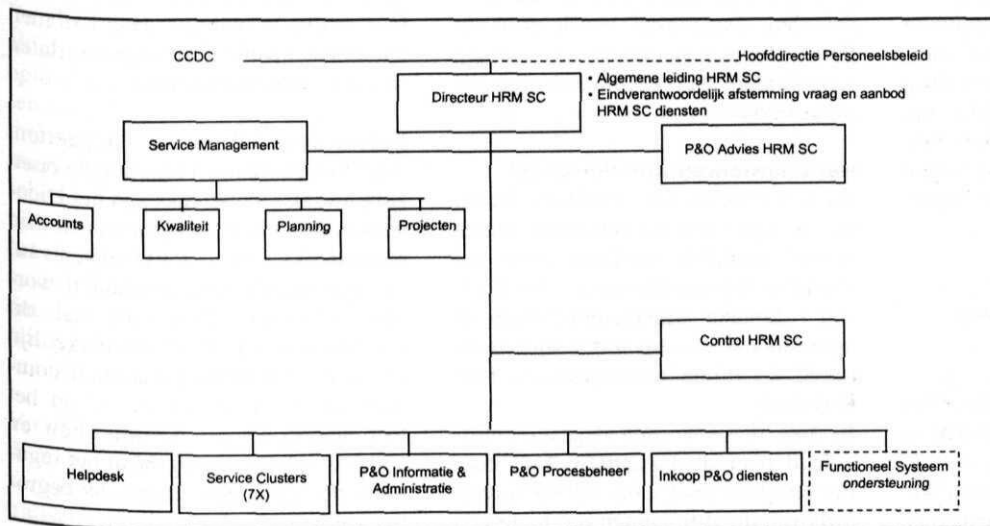 CCDC
Hoofddirectie Personeelsbeleid
Directeur HRM SC
• Algemene leiding HRM SC
• Eindverantwoordelijk afstemming vraag en aanbod
HRM SC diensten
Service Management
P&O Advies HRM SC
Accounts
Kwaliteit
Planning
Projecten
Control HRM SC
Helpdesk
Service Clusters
(7X)
P&O Informatie &
Administratie
P&O Procesbeheer
Inkoop P&O diensten
Functioneel Systeem
ondersteuning